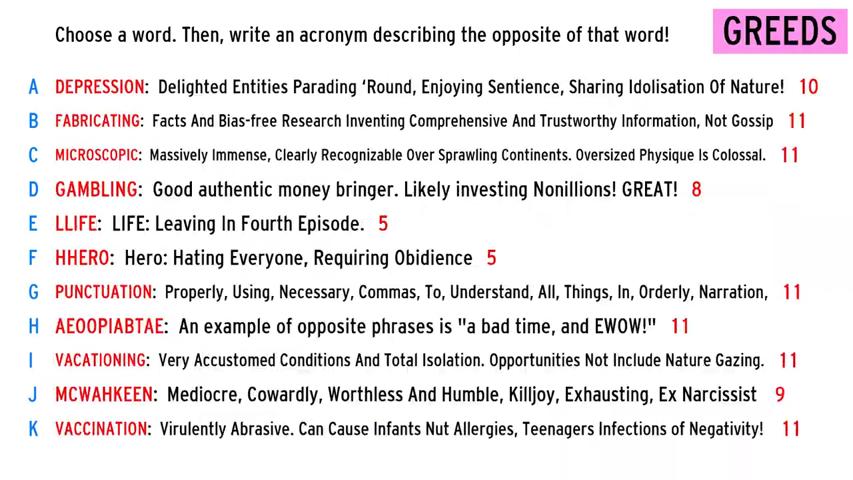 Choose a word. Then, write an acronym describing the opposite of that word! GREEDS
A DEPRESSION: Delighted Entities Parading ‘Round, Enjoying Sentience, Sharing Idolisation Of Nature! 10
B FABRICATING: Facts And Bias-free Research Inventing Comprehensive And Trustworthy Information, Not Gossip 11
C MICROSCOPIC: Massively Immense, Clearly Recognizable Over Sprawling Continents. Oversized Physique Is Colossal. 11
D GAMBLING: Good authentic money bringer. Likely investing Nonillions! GREAT! 8
E LLIFE: LIFE: Leaving In Fourth Episode. 5
F HHERO: Hero: Hating Everyone, Requiring Obidience 5
G PUNCTUATION: Properly, Using, Necessary, Commas, To, Understand, All, Things, In, Orderly, Narration, 11
H AEOOPIABTAE: An example of opposite phrases is "a bad time, and EWOW!" 11
I VACATIONING: Very Accustomed Conditions And Total Isolation. Opportunities Not Include Nature Gazing. 11
J MCWAHKEEN: Mediocre, Cowardly, Worthless And Humble, Killjoy, Exhausting, Ex Narcissist 9
K VACCINATION: Virulently Abrasive. Can Cause Infants Nut Allergies, Teenagers Infections of Negativity! 11